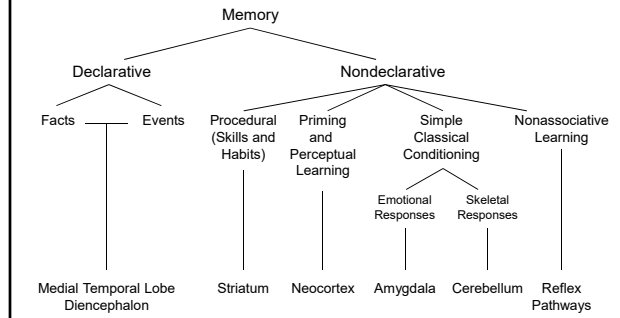 Memory
Declarative
Nondeclarative
Facts
Events
Procedural
(Skills and
Habits)
Priming
and
Perceptual
Learning
Simple
Classical
Conditioning
Nonassociative
Learning
Emotional
Responses
Skeletal
Responses
Medial Temporal Lobe
Diencephalon
Striatum
Neocortex
Amygdala
Cerebellum
Reflex
Pathways